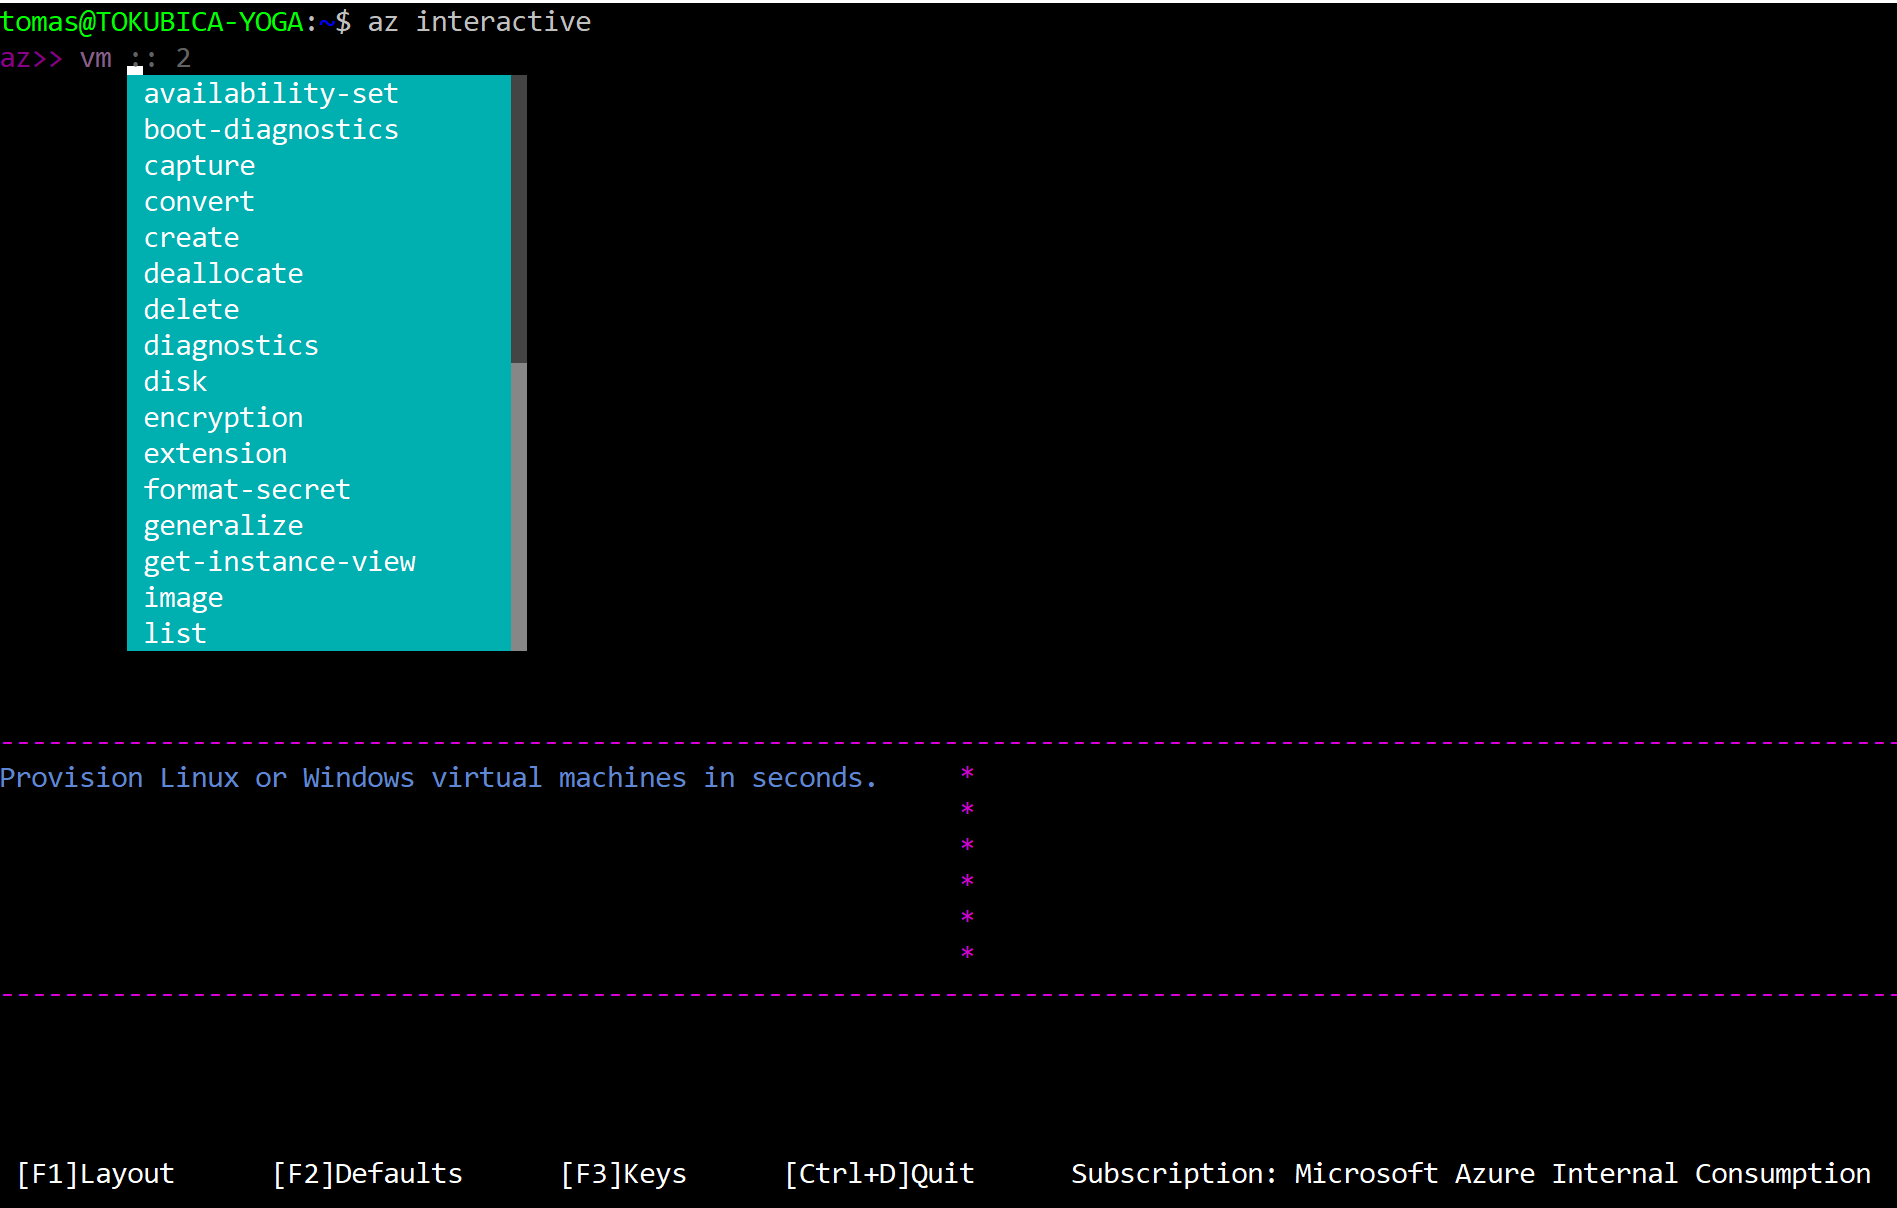 tomas@TOKUBICA-YOGA:~$ az interactive
az>> vm :: 2
availability-set
boot-diagnostics
capture
convert
create
deallocate
delete
diagnostics
disk
encryption
extension
format-secret
generalize
get-instance-view
image
list
--------------------------------------------------------------------------------
Provision Linux or Windows virtual machines in seconds. *
*
*
*
*
*
--------------------------------------------------------------------------------
[F1]Layout [F2]Defaults [F3]Keys [Ctrl+D]Quit Subscription: Microsoft Azure Internal Consumption